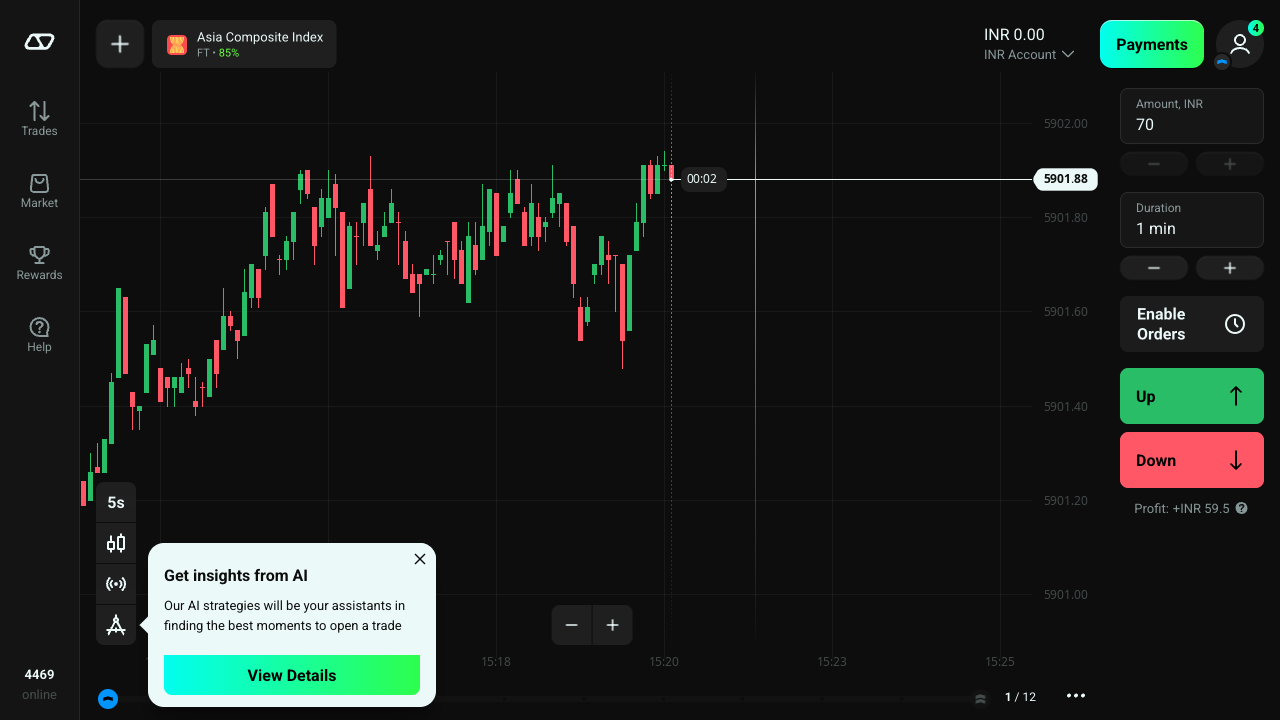 Asia Composite Index
FT • 85%
INR 0.00
INR Account
Payments
4
Trades
Market
Rewards
Help
4469
online
5902.00
5901.88
5901.80
5901.60
5901.40
5901.20
5901.00
00:02
Amount, INR
70
Duration
1 min
Enable
Orders
Up
Down
Profit: +INR 59.5
5s
Get insights from AI
Our AI strategies will be your assistants in
finding the best moments to open a trade
View Details
15:18
15:20
15:23
15:25
1 / 12